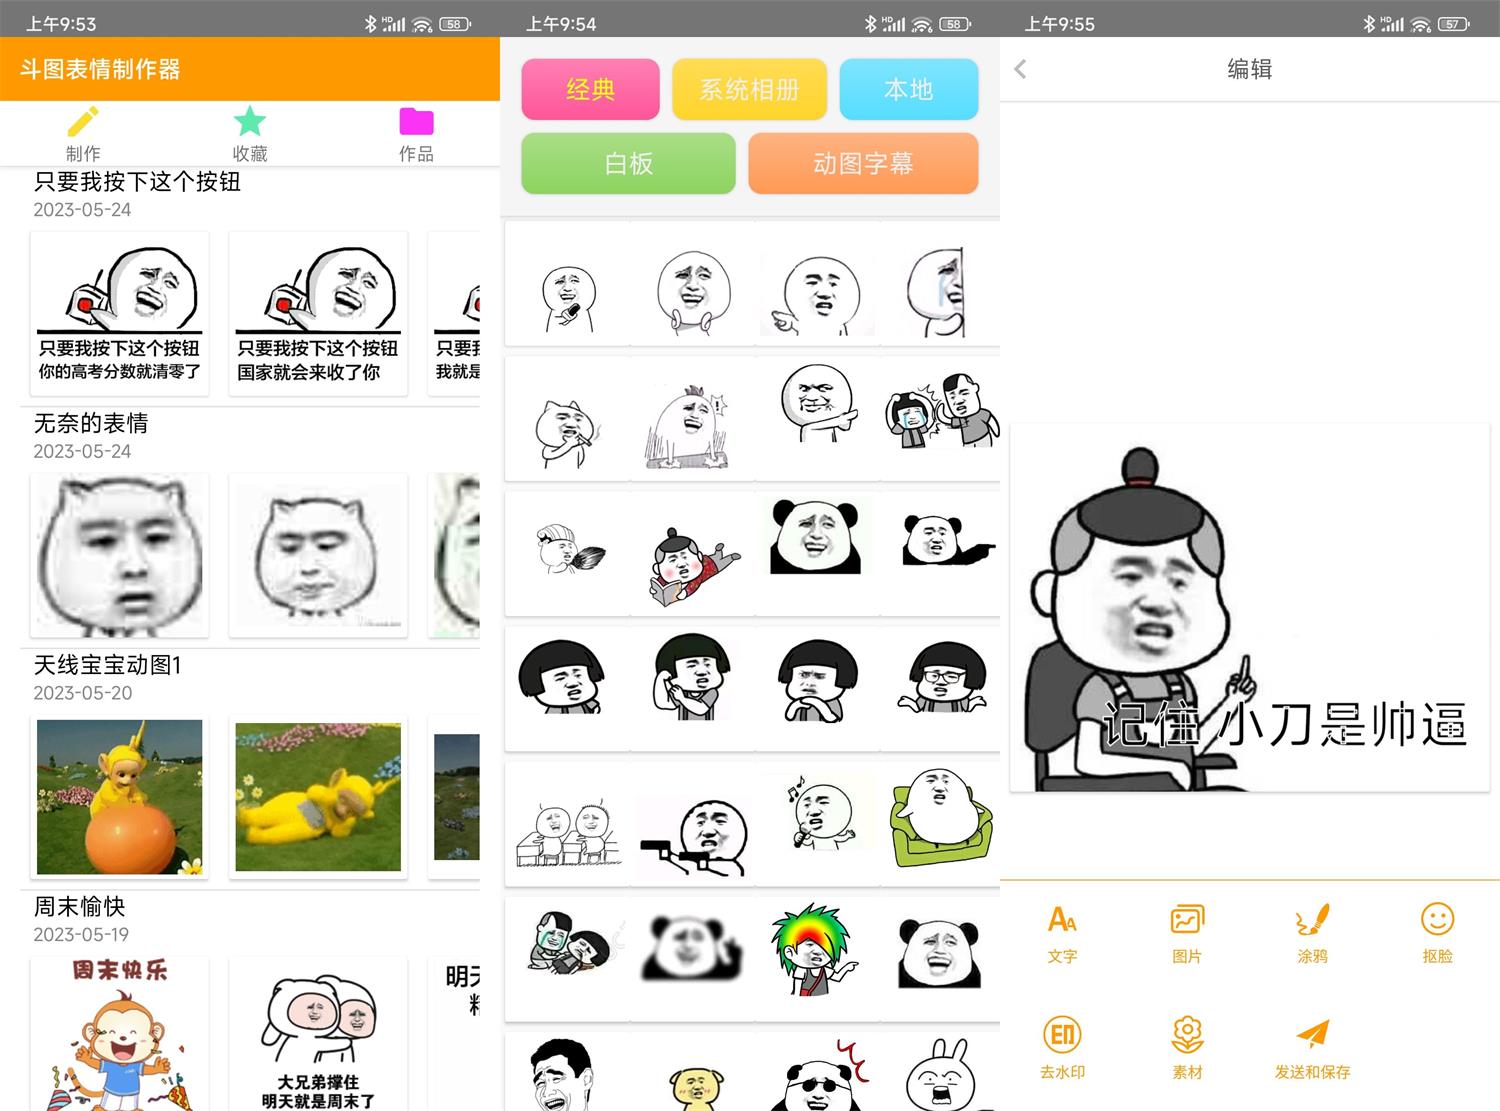 上午9:53
HD
58
斗图表情制作器
制作
收藏
作品
只要我按下这个按钮
2023-05-24
只要我按下这个按钮
你的高考分数就清零了
只要我按下这个按钮
国家就会来收了你
只要
我就是
无奈的表情
2023-05-24
天线宝宝动图1
2023-05-20
周末愉快
2023-05-19
周末快乐
大兄弟撑住
明天就是周末了
明天
上午9:54
HD
58
经典
系统相册
本地
白板
动图字幕
上午9:55
HD
57
编辑
记住 小刀是帅逼
文字
图片
涂鸦
抠脸
印
去水印
素材
发送和保存